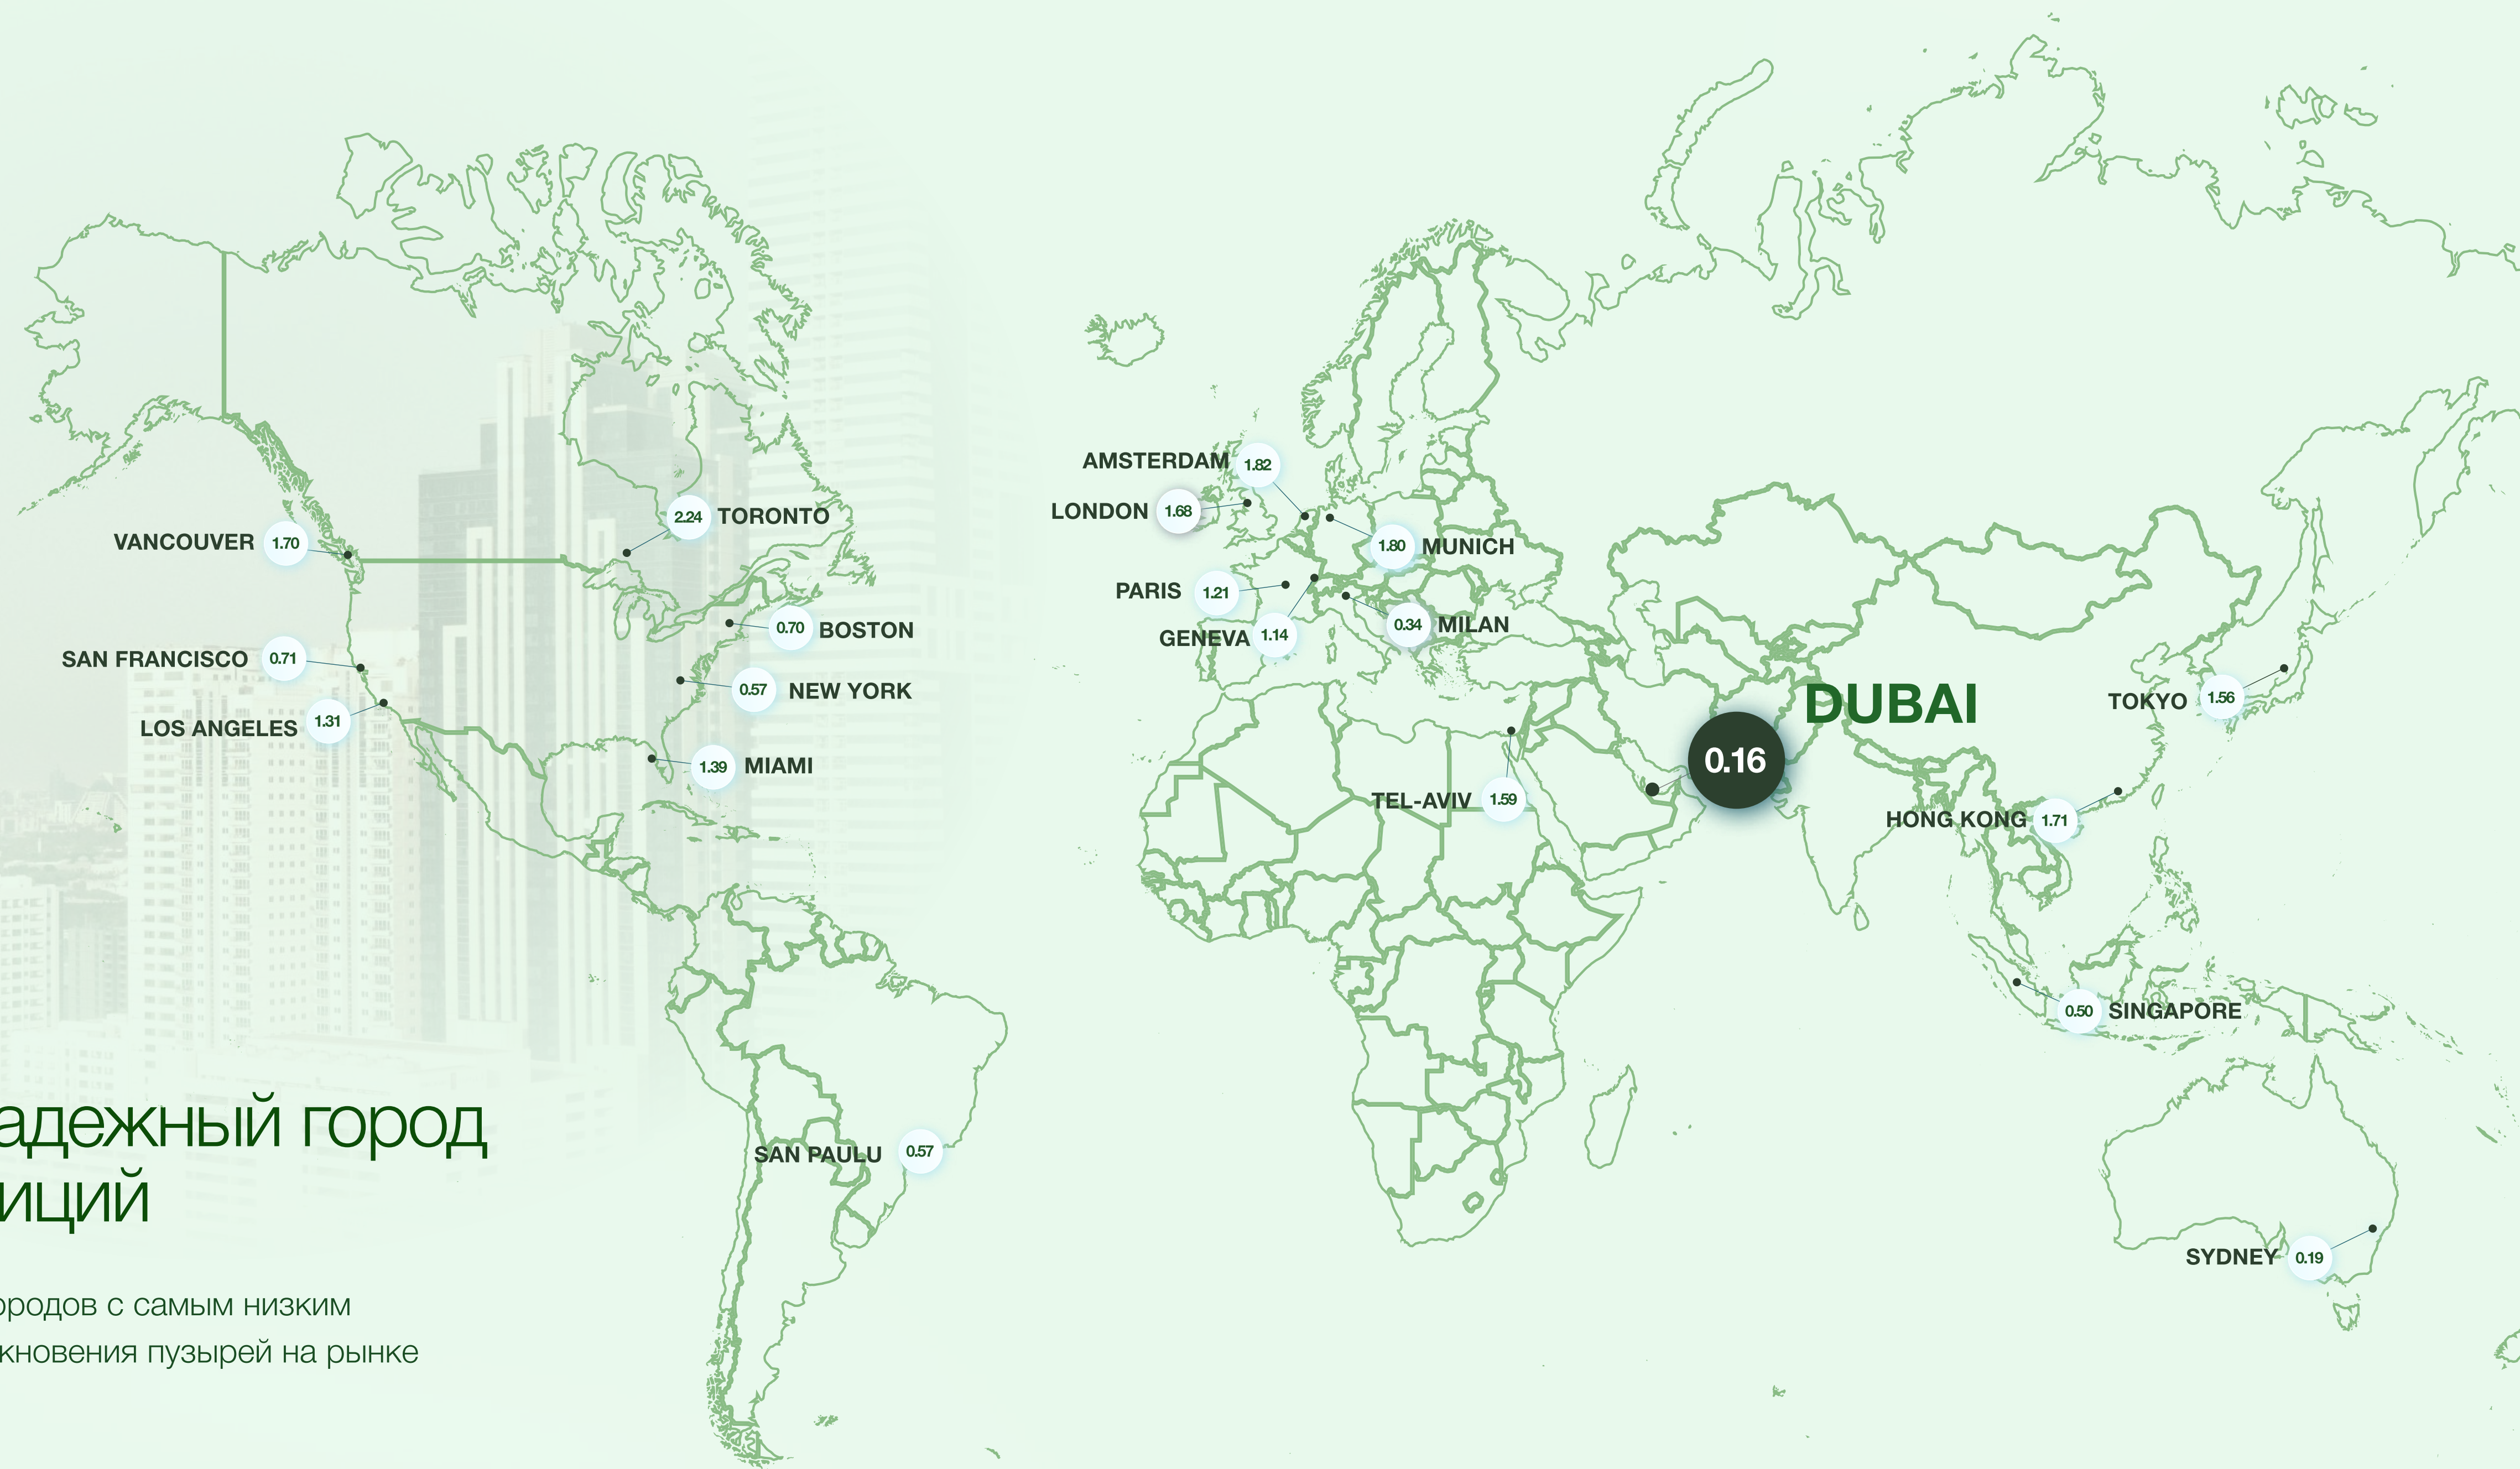 AMSTERDAM 1.82
LONDON 1.68
2.24 TORONTO
VANCOUVER 1.70
1.80 MUNICH
PARIS 1.21
0.70 BOSTON
0.34 MILAN
GENEVA 1.14
SAN FRANCISCO 0.71
0.57 NEW YORK
DUBAI
0.16
TOKYO 1.56
LOS ANGELES 1.31
1.39 MIAMI
TEL-AVIV 1.59
HONG KONG 1.71
0.50 SINGAPORE
адежный город
иций
SAN PAULU 0.57
SYDNEY 0.19
ородов с самым низким
кновения пузырей на рынке